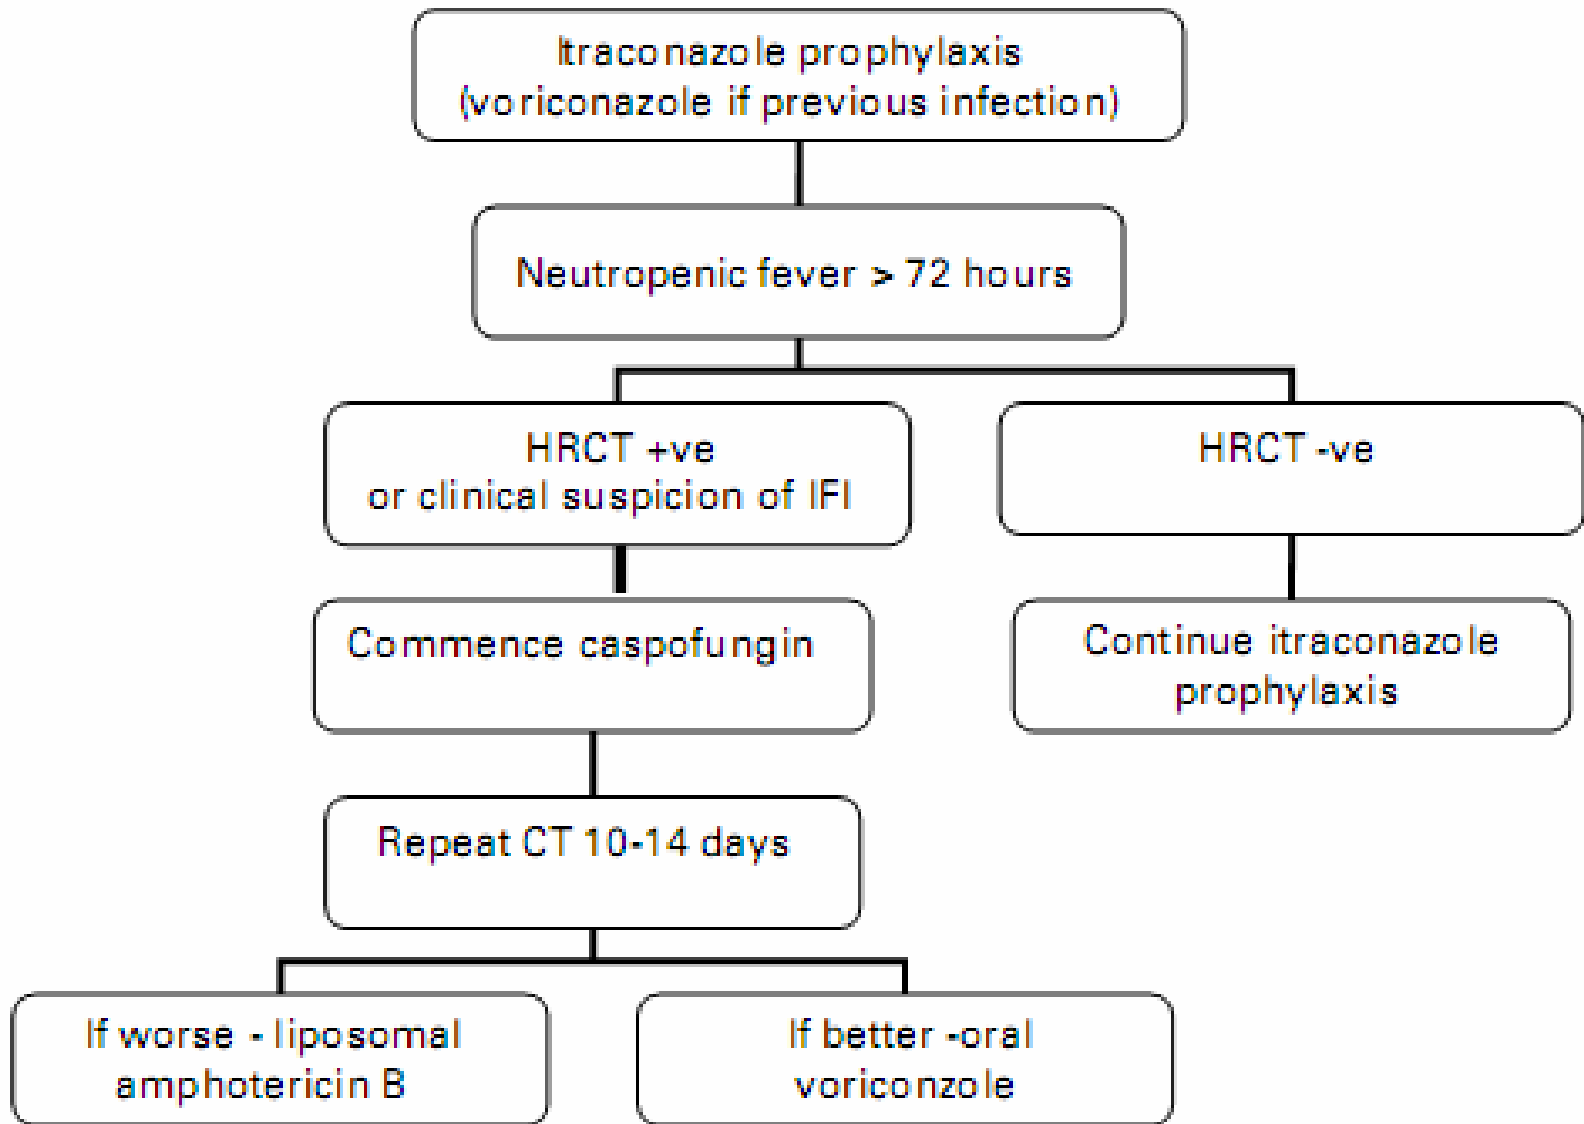 Itraconazole prophylaxis
(voriconazole if previous infection)
Neutropenic fever > 72 hours
HRCT +ve
or clinical suspicion of IFI
HRCT -ve
Commence caspofungin
Continue itraconazole
prophylaxis
Repeat CT 10-14 days
If worse - liposomal
amphotericin B
If better -oral
voriconzole